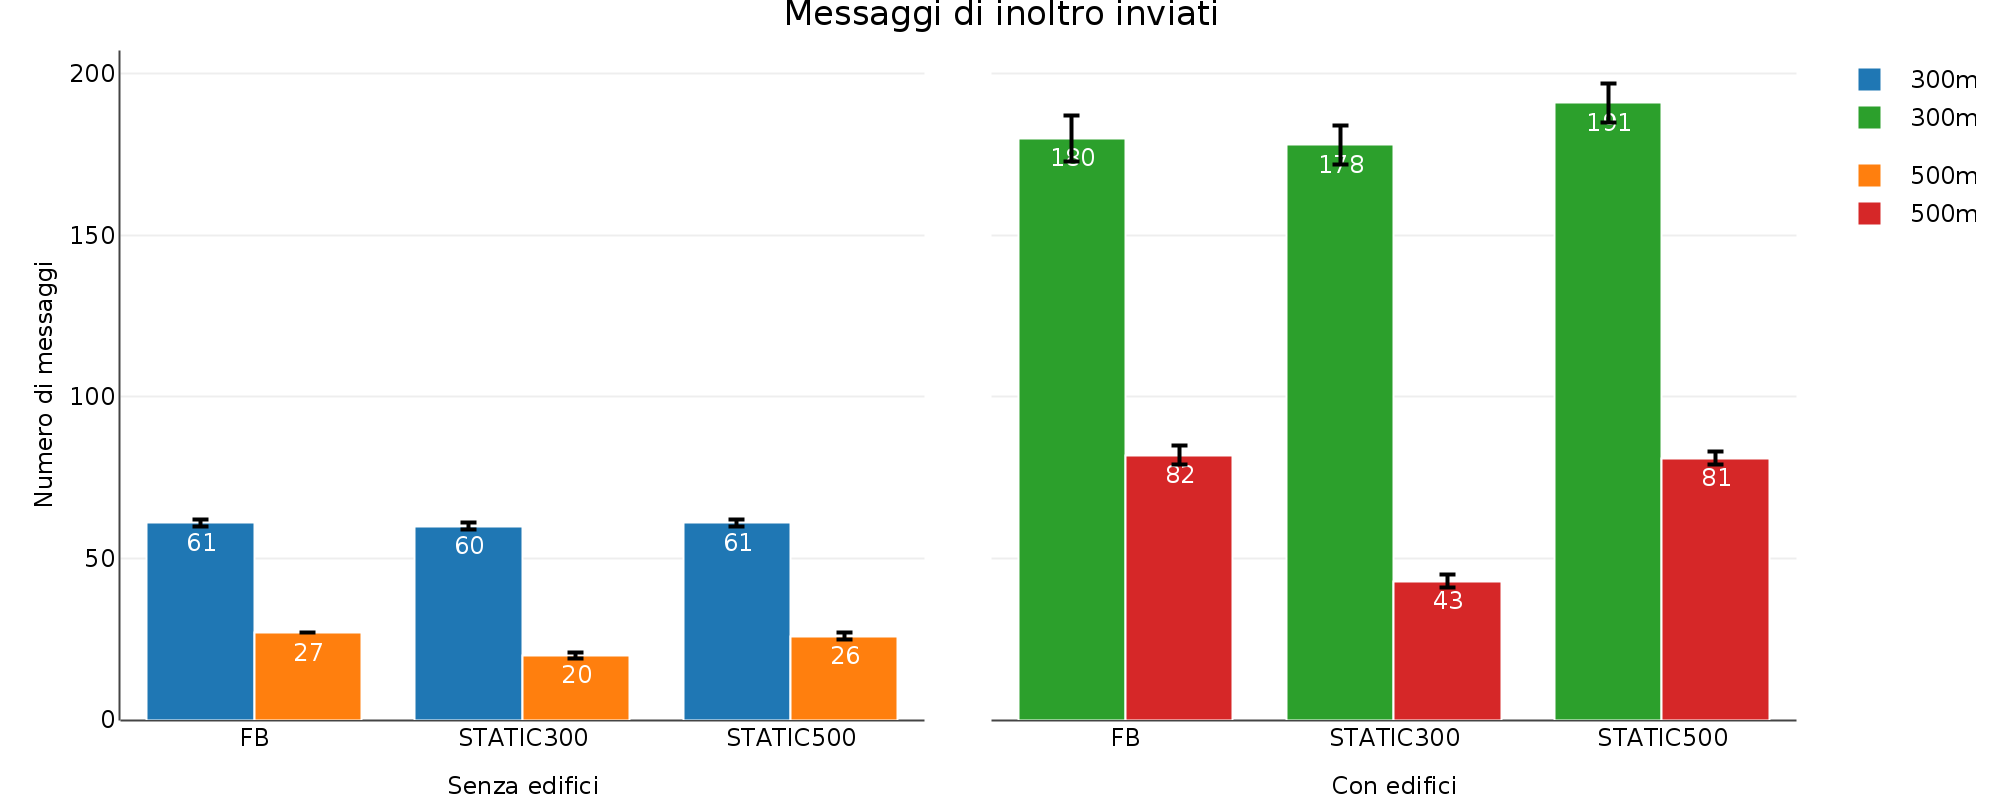 Messaggi di inoltro inviati
Numero di messaggi
200
150
100
50
0
61
27
60
20
61
26
FB
STATIC300
STATIC500
Senza edifici
180
82
178
43
191
81
FB
STATIC300
STATIC500
Con edifici
300m
300m
500m
500m